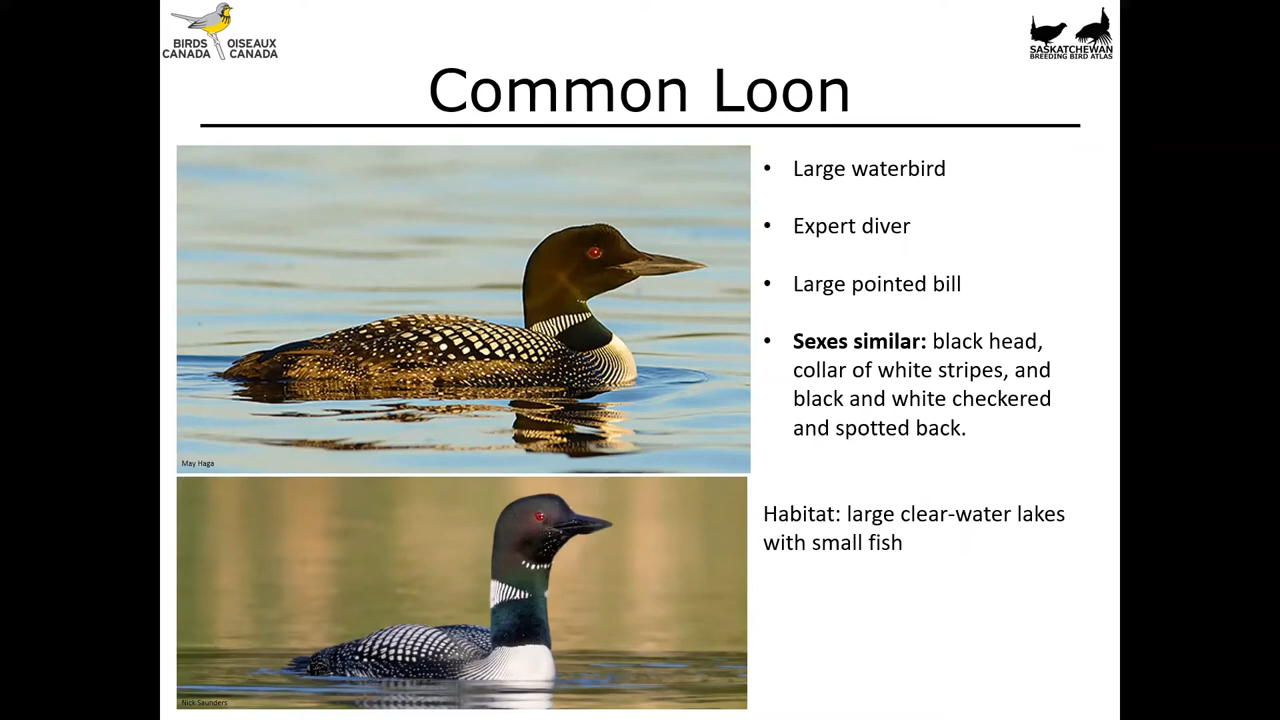 BIRDS OISEAUX
CANADA CANADA
SASKATCHEWAN
BREEDING BIRD ATLAS
Common Loon
• Large waterbird
• Expert diver
• Large pointed bill
• Sexes similar: black head,
collar of white stripes, and
black and white checkered
and spotted back.
May Haga
Habitat: large clear-water lakes
with small fish
Nick Saunders